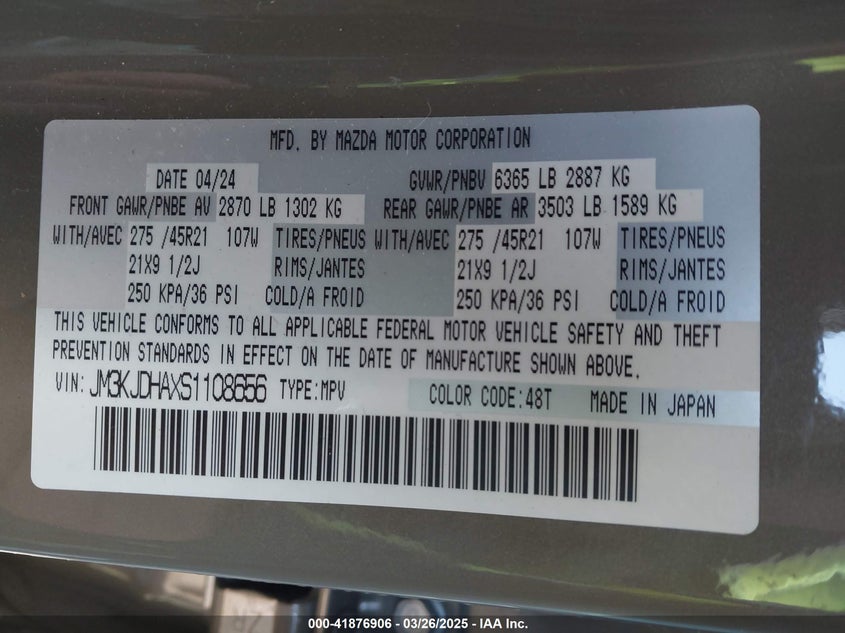 MFD. BY MAZDA MOTOR CORPORATION
DATE 04/24 GVWR/PNBV 6365 LB 2887 KG
FRONT GAWR/PNBE AV 2870 LB 1302 KG REAR GAWR/PNBE AR 3503 LB 1589 KG
WITH/AVEC 275 /45R21 107W TIRES/PNEUS WITH/AVEC 275 /45R21 107W TIRES/PNEUS
21X9 1/2J RIMS/JANTES 21X9 1/2J RIMS/JANTES
250 KPA/36 PSI COLD/A FROID 250 KPA/36 PSI COLD/A FROID
THIS VEHICLE CONFORMS TO ALL APPLICABLE FEDERAL MOTOR VEHICLE SAFETY AND THEFT
PREVENTION STANDARDS IN EFFECT ON THE DATE OF MANUFACTURE SHOWN ABOVE.
VIN: JM3KJDHAXS1108656 TYPE:MPV COLOR CODE:48T MADE IN JAPAN
000-41876906 - 03/26/2025 - IAA Inc.